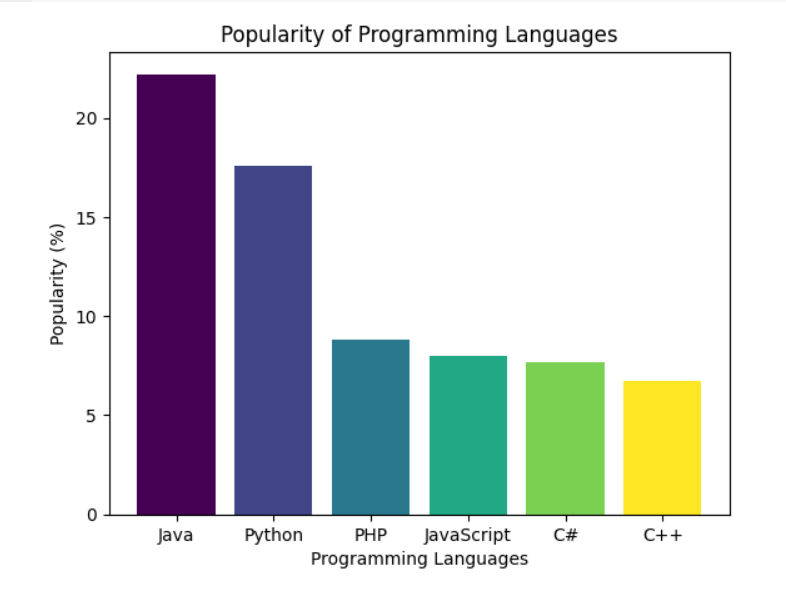 Popularity of Programming Languages
20
15
10
5
0
Popularity (%)
Java Python PHP JavaScript C# C++
Programming Languages